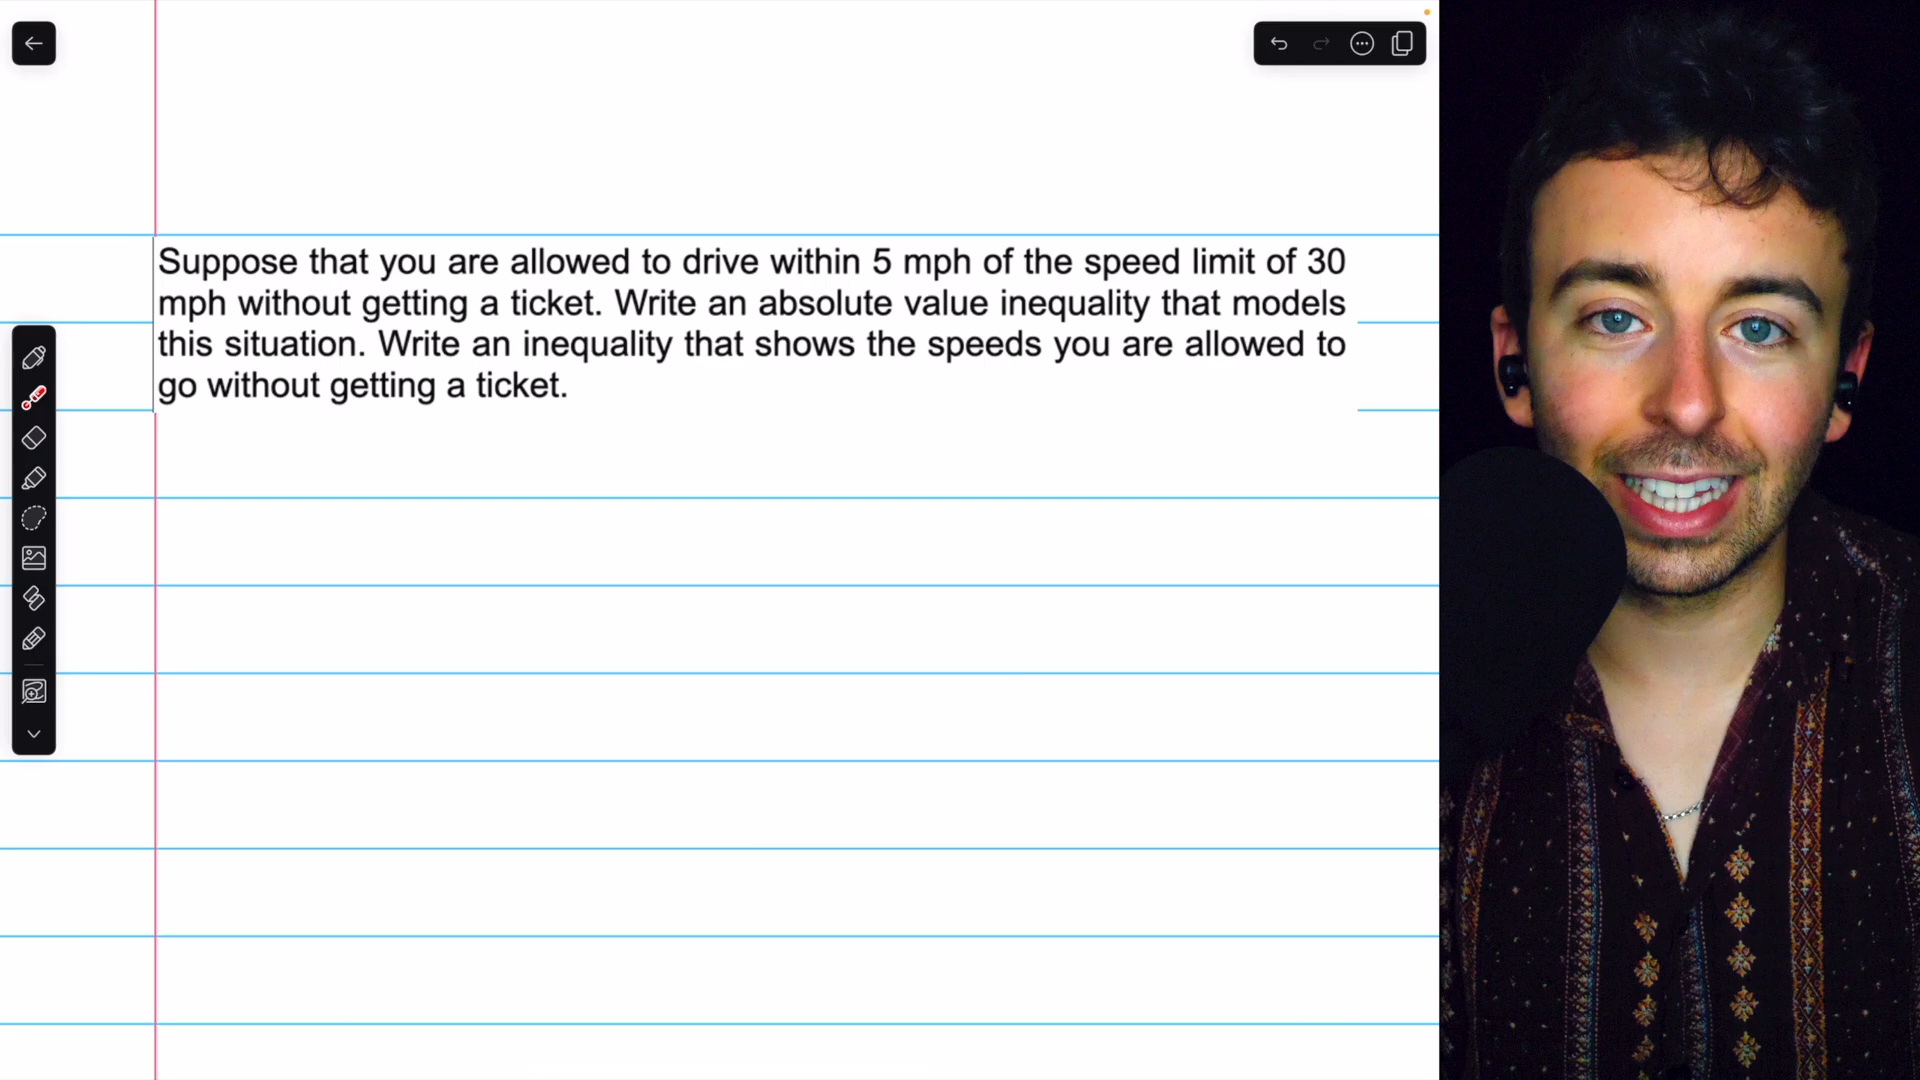 Suppose that you are allowed to drive within 5 mph of the speed limit of 30
mph without getting a ticket. Write an absolute value inequality that models
this situation. Write an inequality that shows the speeds you are allowed to
go without getting a ticket.